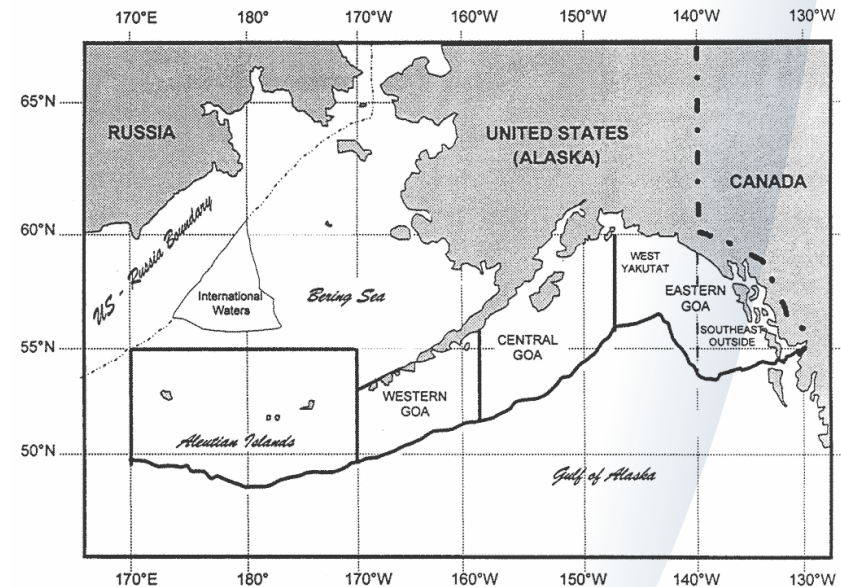 170°E 180° 170°W 160°W 150°W 140°W 130°W
65°N
RUSSIA
UNITED STATES
(ALASKA)
CANADA
60°N
US - Russia Boundary
International
Waters
Bering Sea
WEST
YAKUTAT
EASTERN
GOA
SOUTHEAST
OUTSIDE
CENTRAL
GOA
55°N
WESTERN
GOA
Aleutian Islands
50°N
Gulf of Alaska
170°E 180° 170°W 160°W 150°W 140°W 130°W